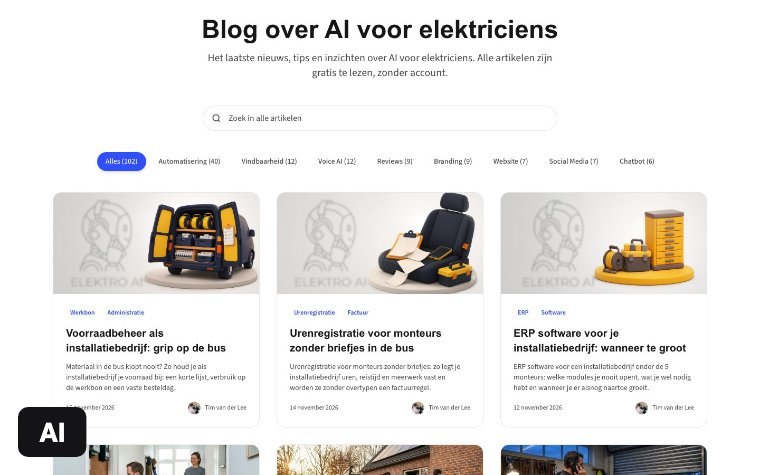 Blog over AI voor elektriciens
Het laatste nieuws, tips en inzichten over AI voor elektriciens. Alle artikelen zijn
gratis te lezen, zonder account.
Zoek in alle artikelen
Alles (102)
Automatisering (40)
Vindbaarheid (12)
Voice AI (12)
Reviews (9)
Branding (9)
Website (7)
Social Media (7)
Chatbot (6)
ELEKTRO AI
Werkbon Administratie
Voorraadbeheer als
installatiebedrijf: grip op de bus
Materiaal in de bus klopt nooit? Zo houd je als
installatiebedrijf je voorraad bij: een korte lijst, verbruik op
de werkbon en een vaste besteldag.
november 2026
Tim van der Lee
ELEKTRO AI
Urenregistratie Factuur
Urenregistratie voor monteurs
zonder briefjes in de bus
Urenregistratie voor monteurs zonder briefjes: zo legt je
installatiebedrijf uren, reistijd en meerwerk vast en
worden ze zonder overtypen een factuurregel.
14 november 2026
Tim van der Lee
ELEKTRO AI
ERP Software
ERP software voor je
installatiebedrijf: wanneer te groot
ERP software voor een installatiebedrijf onder de 5
monteurs: welke modules je nooit opent, wat je wel nodig
hebt en wanneer je er alsnog naartoe groeit.
12 november 2026
Tim van der Lee
AI